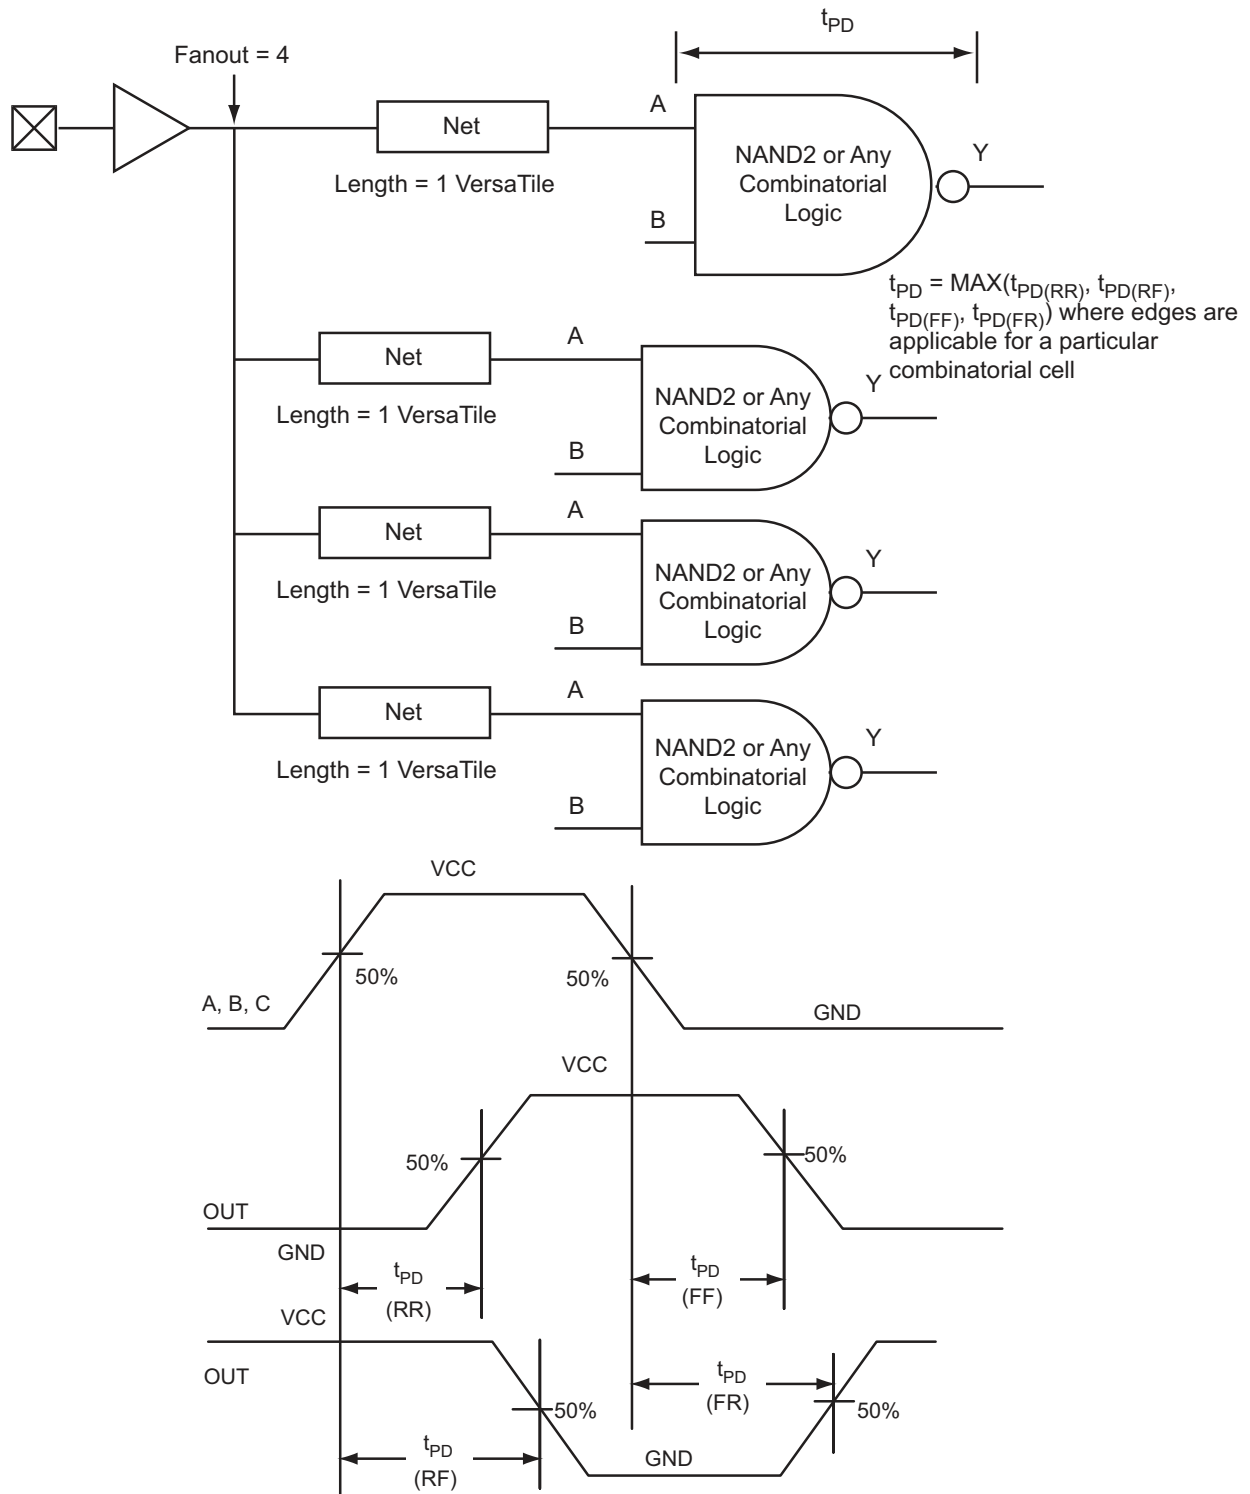 tPD
Fanout = 4
A
Net
NAND2 or Any
Combinatorial
Logic
Y
Length = 1 VersaTile
B
tPD = MAX(tPD(RR), tPD(RF),
tPD(FF), tPD(FR)) where edges are
applicable for a particular
combinatorial cell
A
Net
Y
NAND2 or Any
Combinatorial
Logic
Length = 1 VersaTile
B
A
Net
Y
NAND2 or Any
Combinatorial
Logic
Length = 1 VersaTile
B
A
Net
Y
NAND2 or Any
Combinatorial
Logic
Length = 1 VersaTile
B
VCC
50%
50%
A, B, C
GND
VCC
50%
50%
OUT
GND
tPD
(RR)
tPD
(FF)
VCC
OUT
tPD
(FR)
50%
50%
tPD
(RF)
GND